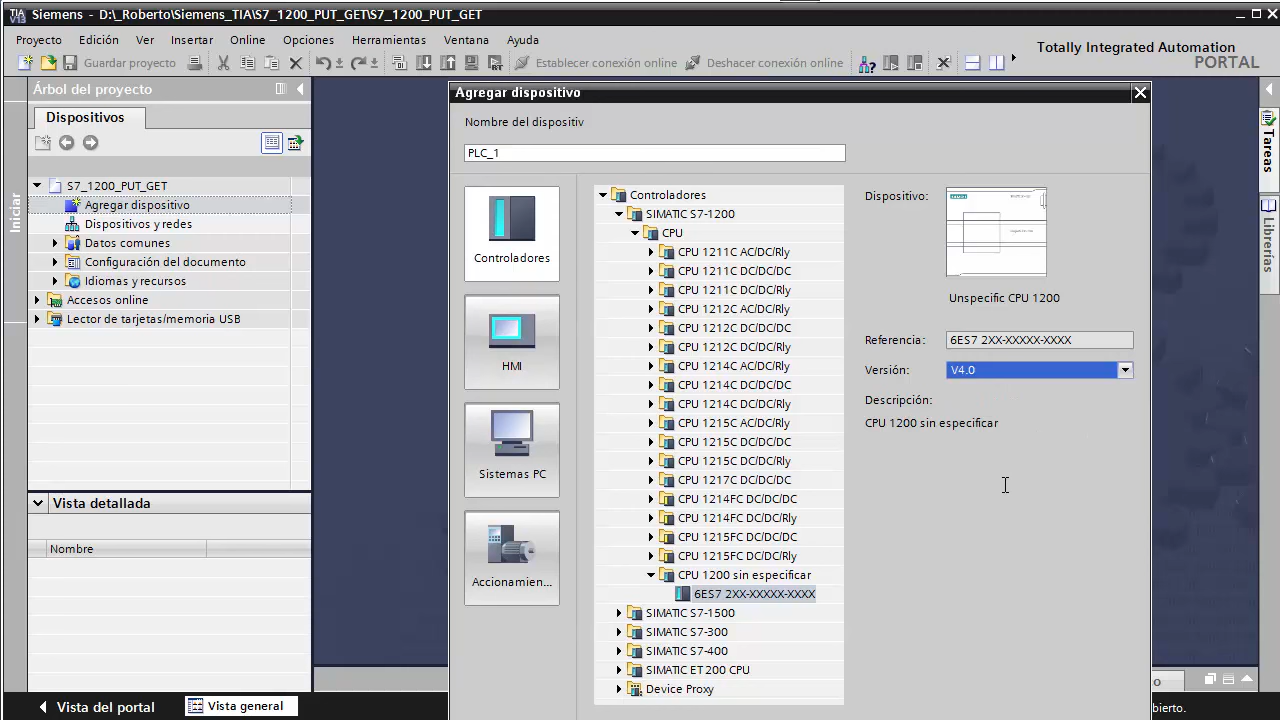 TIA V13 Siemens - D:\_Roberto\Siemens_TIA\S7_1200_PUT_GET\S7_1200_PUT_GET
Proyecto Edición Ver Insertar Online Opciones Herramientas Ventana Ayuda
Totally Integrated Automation
PORTAL
Guardar proyecto Establecer conexión online Deshacer conexión online
Árbol del proyecto
Dispositivos
Iniciar
S7_1200_PUT_GET
Agregar dispositivo
Dispositivos y redes
Datos comunes
Configuración del documento
Idiomas y recursos
Accesos online
Lector de tarjetas/memoria USB
Vista detallada
Nombre
Agregar dispositivo
Nombre del dispositiv
PLC_1
Controladores
HMI
Sistemas PC
Accionamien...
Controladores
SIMATIC S7-1200
CPU
CPU 1211C AC/DC/Rly
CPU 1211C DC/DC/DC
CPU 1211C DC/DC/Rly
CPU 1212C AC/DC/Rly
CPU 1212C DC/DC/DC
CPU 1212C DC/DC/Rly
CPU 1214C AC/DC/Rly
CPU 1214C DC/DC/DC
CPU 1214C DC/DC/Rly
CPU 1215C AC/DC/Rly
CPU 1215C DC/DC/DC
CPU 1215C DC/DC/Rly
CPU 1217C DC/DC/DC
CPU 1214FC DC/DC/DC
CPU 1214FC DC/DC/Rly
CPU 1215FC DC/DC/DC
CPU 1215FC DC/DC/Rly
CPU 1200 sin especificar
6ES7 2XX-XXXXX-XXXX
SIMATIC S7-1500
SIMATIC S7-300
SIMATIC S7-400
SIMATIC ET 200 CPU
Device Proxy
Dispositivo:
Unspecific CPU 1200
Referencia: 6ES7 2XX-XXXXX-XXXX
Versión: V4.0
Descripción:
CPU 1200 sin especificar
Tareas
Librerías
Vista del portal Vista general